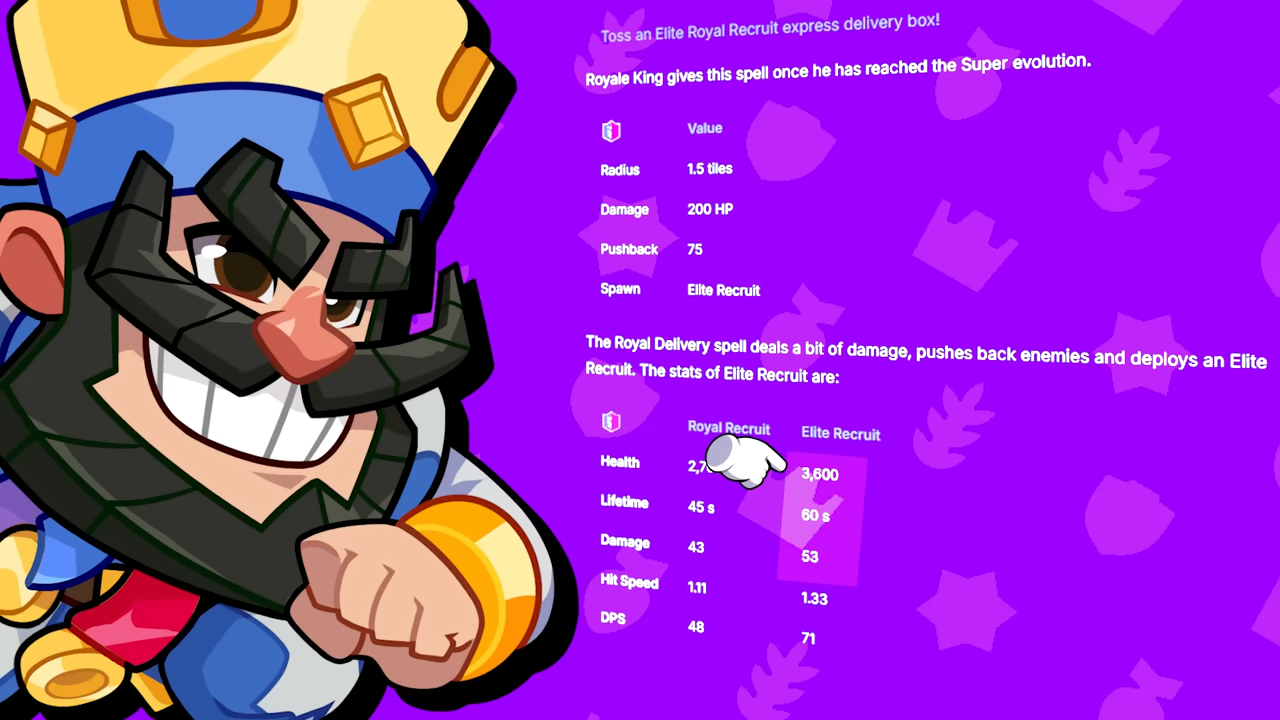 Toss an Elite Royal Recruit express delivery box!
Royale King gives this spell once he has reached the Super evolution.
Value
Radius 1.5 tiles
Damage 200 HP
Pushback 75
Spawn Elite Recruit
The Royal Delivery spell deals a bit of damage, pushes back enemies and deploys an Elite
Recruit. The stats of Elite Recruit are:
Royal Recruit Elite Recruit
Health 3,600
Lifetime 45 s 60 s
Damage 43 53
Hit Speed 1.11 1.33
DPS 48 71